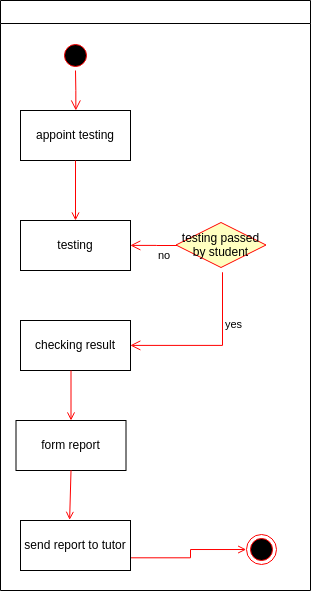 appoint testing
testing
testing passed
by student
no
yes
checking result
form report
send report to tutor